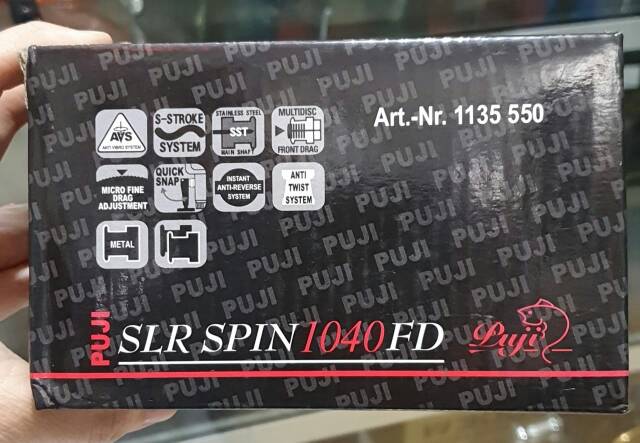 AVS
ANTI VIBRO SYSTEM
S-STROKE
SYSTEM
STAINLESS STEEL
SST
MAIN SHAFT
MULTIDISC
FRONT DRAG
Art.-Nr. 1135 550
MICRO FINE
DRAG
ADJUSTMENT
QUICK
SNAP
INSTANT
ANTI-REVERSE
SYSTEM
ANTI
TWIST
SYSTEM
METAL
PUJI
SLR SPIN 1040 FD
Puji